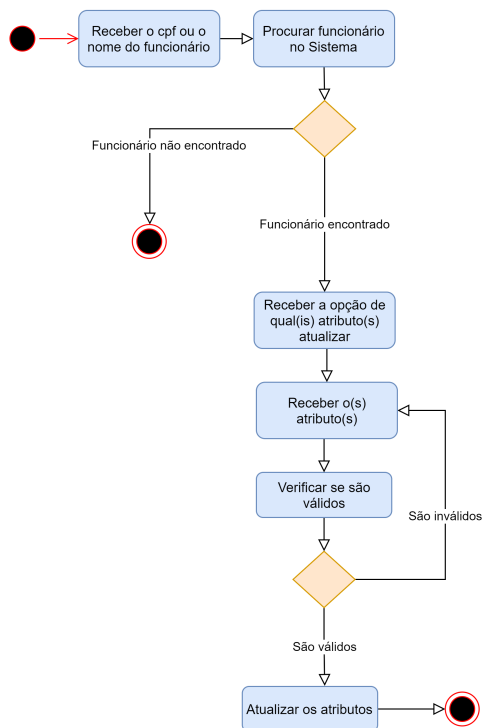 Receber o cpf ou o
nome do funcionário
Procurar funcionário
no Sistema
Funcionário não encontrado
Funcionário encontrado
Receber a opção de
qual(is) atributo(s)
atualizar
Receber o(s)
atributo(s)
Verificar se são
válidos
São inválidos
São válidos
Atualizar os atributos